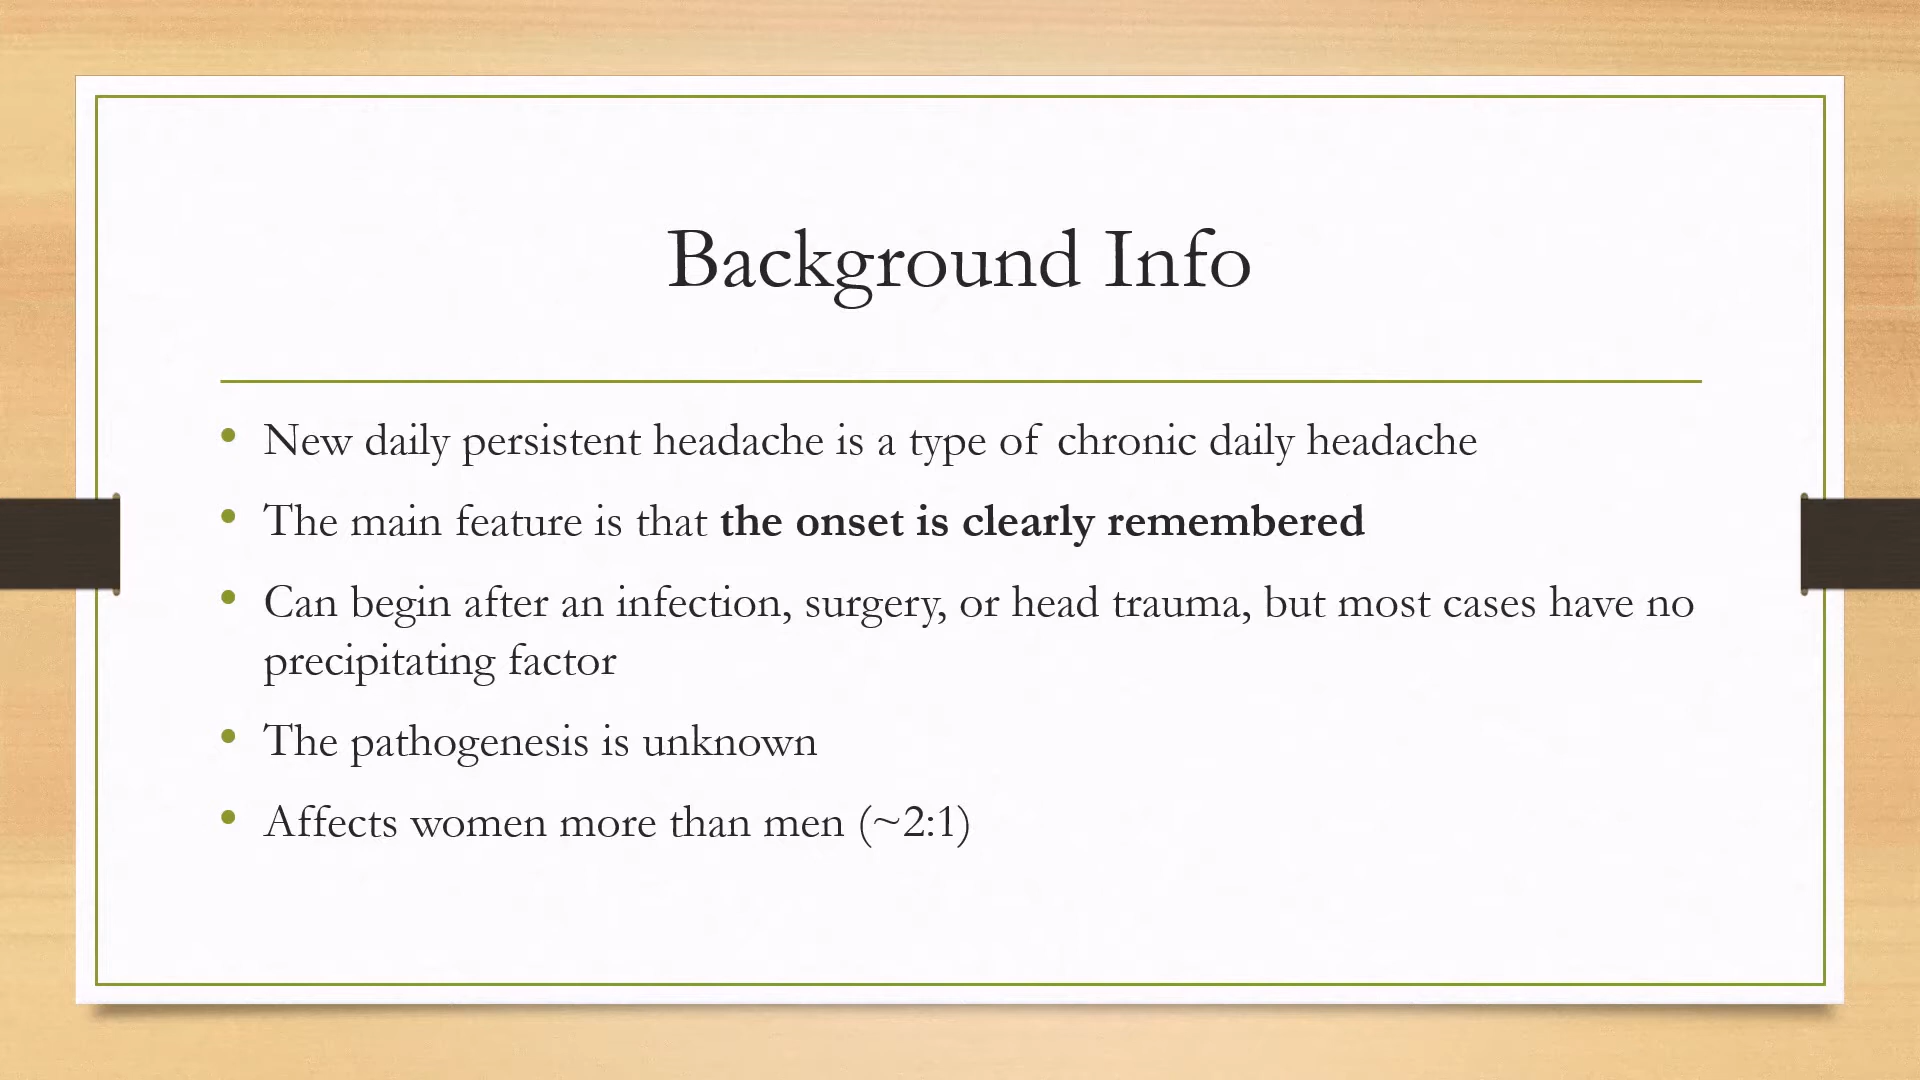 Background Info
• New daily persistent headache is a type of chronic daily headache
• The main feature is that the onset is clearly remembered
• Can begin after an infection, surgery, or head trauma, but most cases have no
precipitating factor
• The pathogenesis is unknown
• Affects women more than men (~2:1)